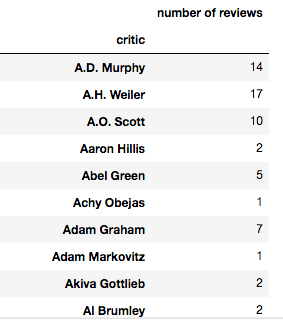 number of reviews
critic
A.D. Murphy 14
A.H. Weiler 17
A.O. Scott 10
Aaron Hillis 2
Abel Green 5
Achy Obejas 1
Adam Graham 7
Adam Markovitz 1
Akiva Gottlieb 2
Al Brumley 2